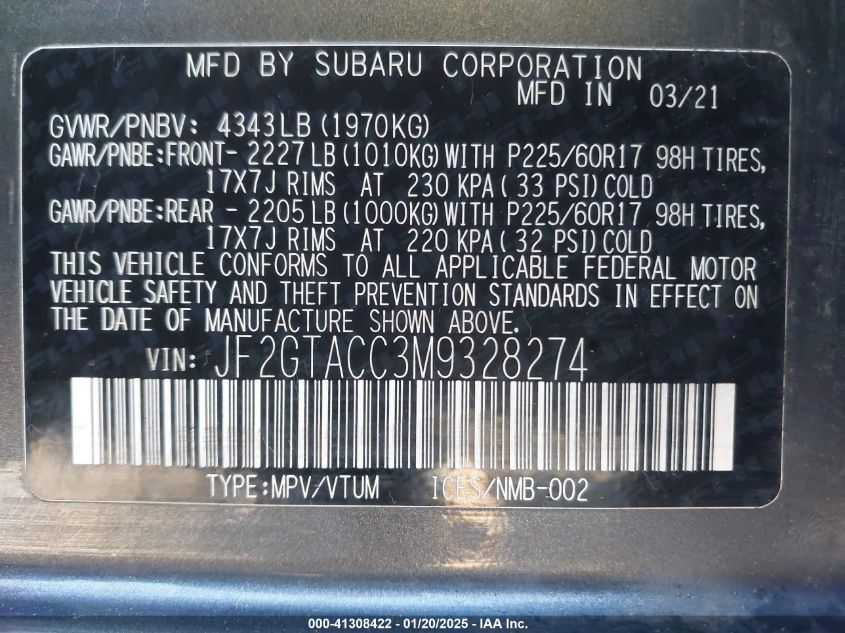 MFD BY SUBARU CORPORATION
MFD IN 03/21
GVWR/PNBV: 4343LB (1970KG)
GAWR/PNBE:FRONT- 2227LB (1010KG) WITH P225/60R17 98H TIRES,
17X7J RIMS AT 230 KPA( 33 PSI) COLD
GAWR/PNBE:REAR - 2205LB (1000KG) WITH P225/60R17 98H TIRES,
17X7J RIMS AT 220 KPA( 32 PSI) COLD
THIS VEHICLE CONFORMS TO ALL APPLICABLE FEDERAL MOTOR
VEHICLE SAFETY AND THEFT PREVENTION STANDARDS IN EFFECT ON
THE DATE OF MANUFACTURE SHOWN ABOVE.
VIN: JF2GTACC3M9328274
TYPE:MPV/VTUM ICES/NMB-002
000-41308422 — 01/20/2025 — IAA Inc.